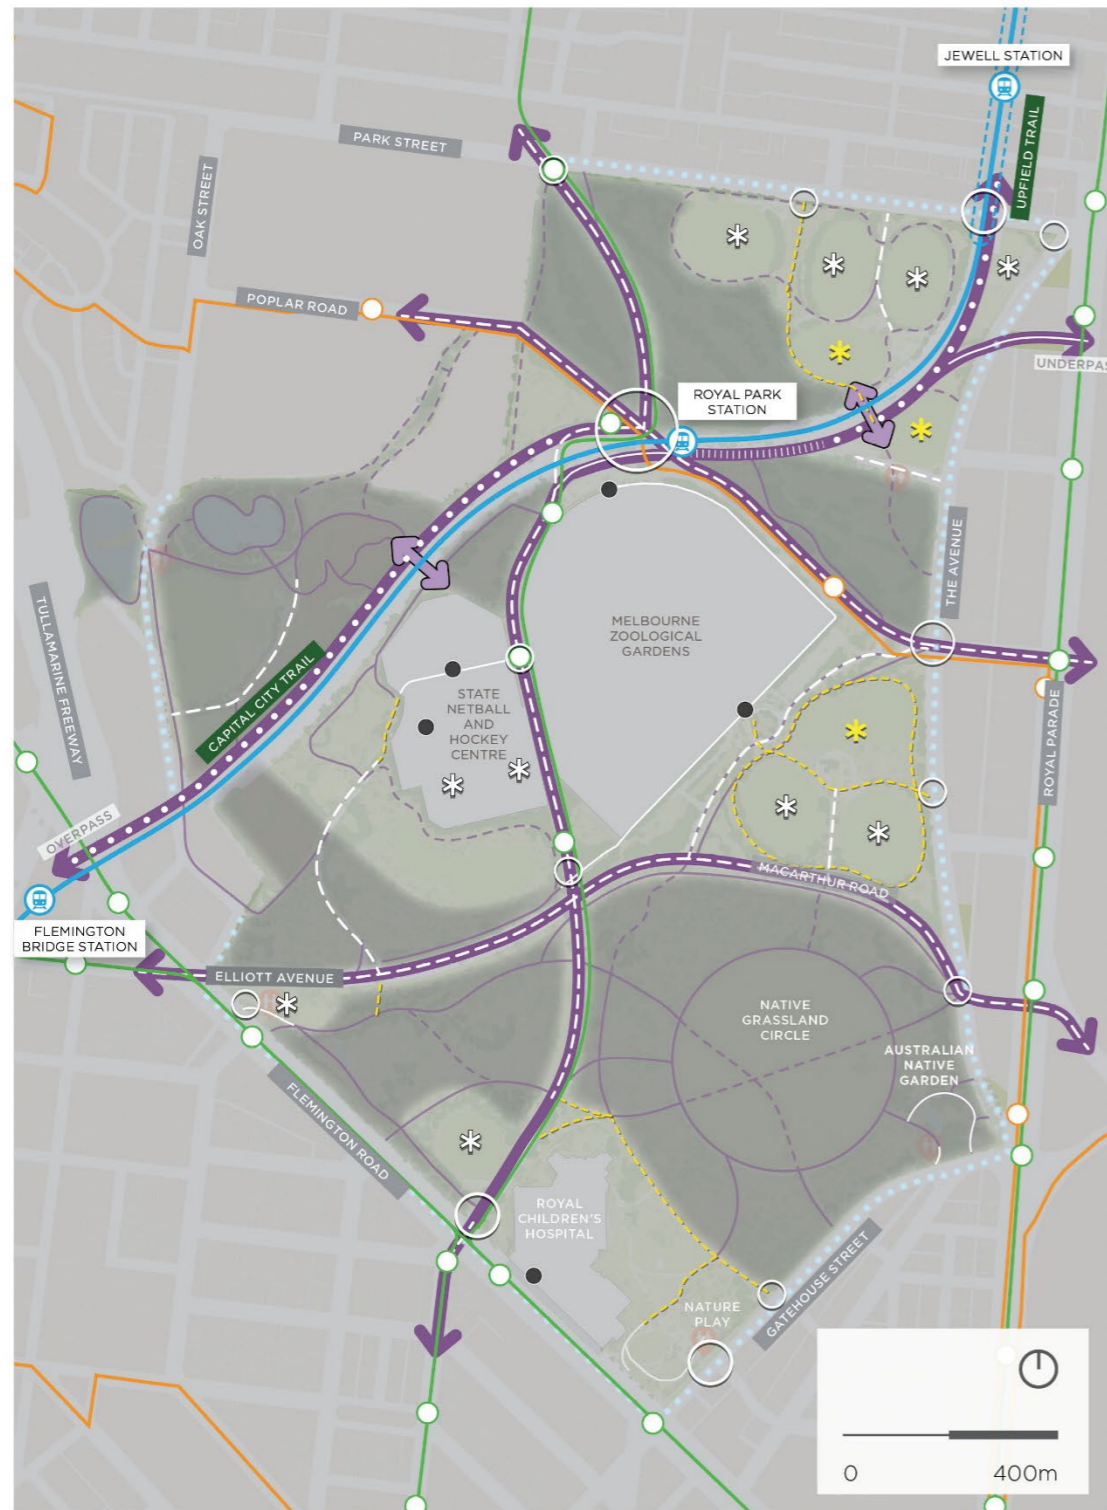 JEWELL STATION
UPFIELD TRAIL
PARK STREET
OAK STREET
POPLAR ROAD
UNDERPAS
ROYAL PARK
STATION
THE AVENUE
TULLAMARINE FREEWAY
MELBOURNE
ZOOLOGICAL
GARDENS
CAPITAL CITY TRAIL
STATE
NETBALL
AND
HOCKEY
CENTRE
ROYAL PARADE
OVERPASS
MACARTHUR ROAD
FLEMINGTON
BRIDGE STATION
ELLIOTT AVENUE
NATIVE
GRASSLAND
CIRCLE
AUSTRALIAN
NATIVE
GARDEN
FLEMINGTON ROAD
ROYAL
CHILDREN'S
HOSPITAL
GATEHOUSE STREET
NATURE
PLAY
0 400m